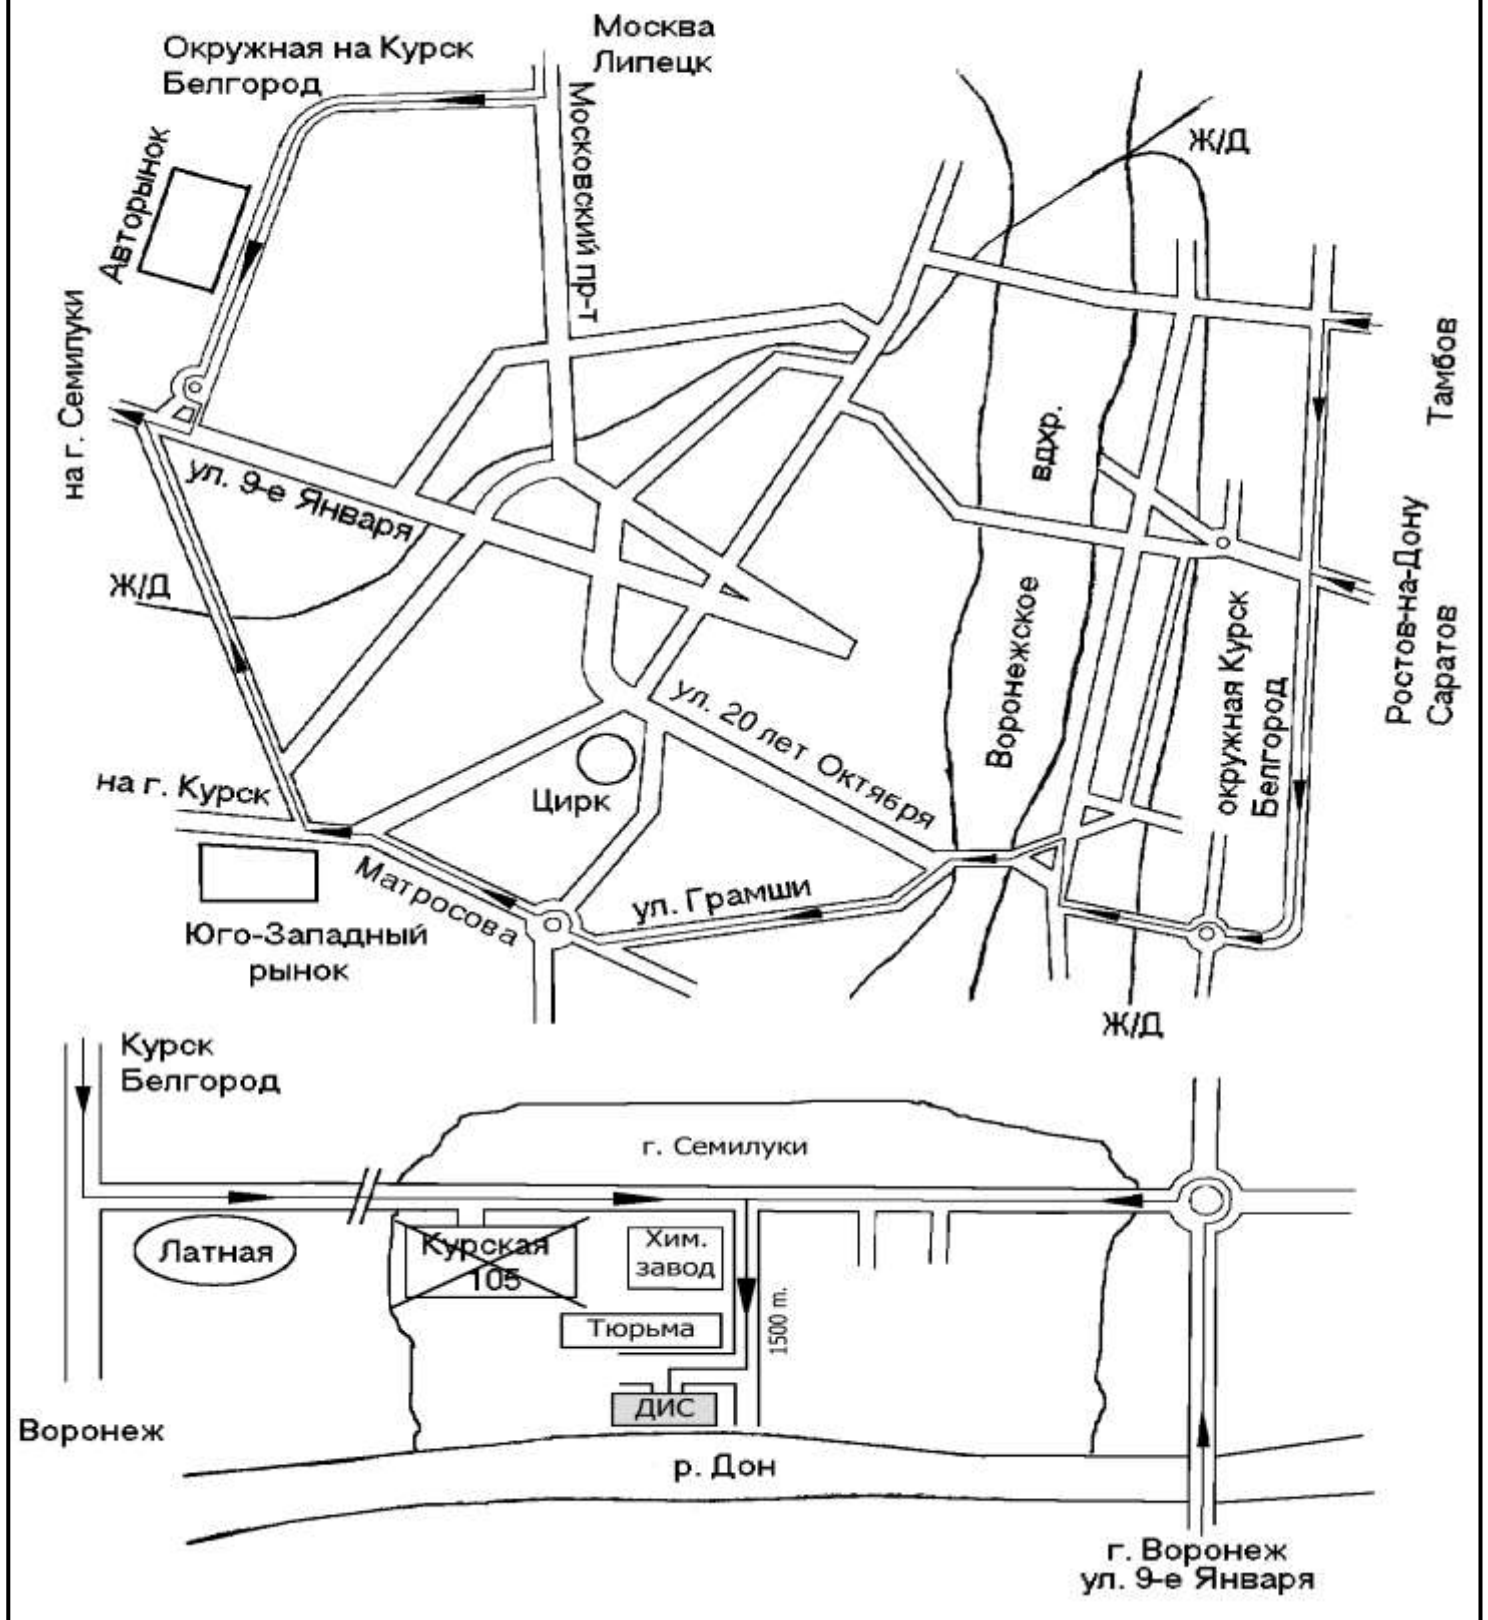 Москва
Липецк
Окружная на Курск
Белгород
Московский пр-т
Ж/Д
Авторынок
на г. Семилуки
Тамбов
вдхр.
ул. 9-е Января
Ростов-на-Дону
Саратов
Ж/Д
Воронежское
окружная Курск
Белгород
ул. 20 лет Октября
на г. Курск
Цирк
Матросова
ул. Грамши
Юго-Западный
рынок
Ж/Д
Курск
Белгород
г. Семилуки
Латная
Курская
105
Хим.
завод
Тюрьма
1500 m.
ДИС
Воронеж
р. Дон
г. Воронеж
ул. 9-е Января